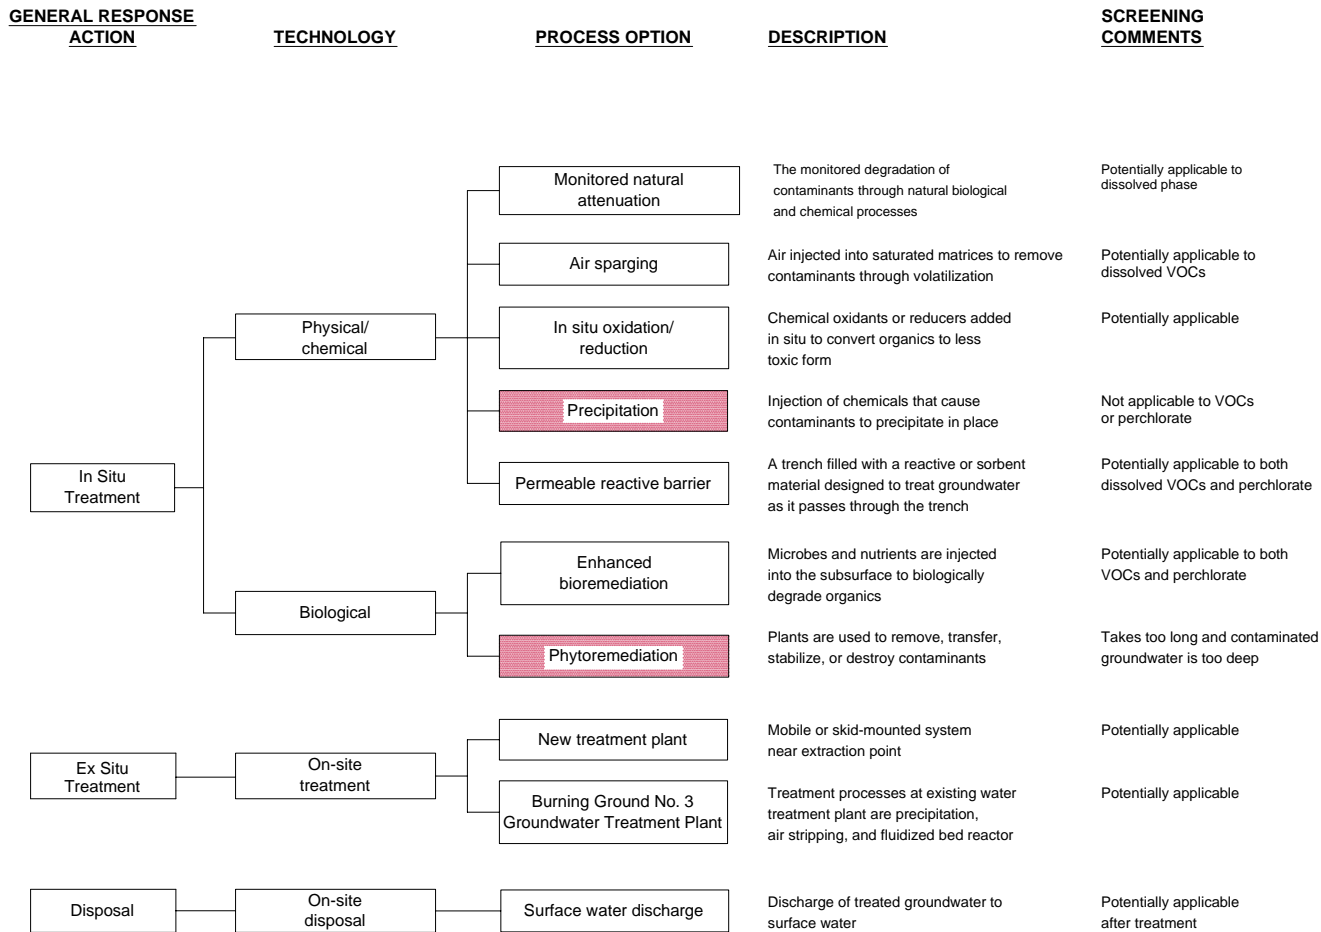 GENERAL RESPONSE
ACTION
TECHNOLOGY
PROCESS OPTION
DESCRIPTION
SCREENING
COMMENTS
Monitored natural
attenuation
The monitored degradation of
contaminants through natural biological
and chemical processes
Potentially applicable to
dissolved phase
Air sparging
Air injected into saturated matrices to remove
contaminants through volatilization
Potentially applicable to
dissolved VOCs
Physical/
chemical
In situ oxidation/
reduction
Chemical oxidants or reducers added
in situ to convert organics to less
toxic form
Potentially applicable
Precipitation
Injection of chemicals that cause
contaminants to precipitate in place
Not applicable to VOCs
or perchlorate
In Situ
Treatment
Permeable reactive barrier
A trench filled with a reactive or sorbent
material designed to treat groundwater
as it passes through the trench
Potentially applicable to both
dissolved VOCs and perchlorate
Biological
Enhanced
bioremediation
Microbes and nutrients are injected
into the subsurface to biologically
degrade organics
Potentially applicable to both
VOCs and perchlorate
Phytoremediation
Plants are used to remove, transfer,
stabilize, or destroy contaminants
Takes too long and contaminated
groundwater is too deep
Ex Situ
Treatment
On-site
treatment
New treatment plant
Mobile or skid-mounted system
near extraction point
Potentially applicable
Burning Ground No. 3
Groundwater Treatment Plant
Treatment processes at existing water
treatment plant are precipitation,
air stripping, and fluidized bed reactor
Potentially applicable
Disposal
On-site
disposal
Surface water discharge
Discharge of treated groundwater to
surface water
Potentially applicable
after treatment